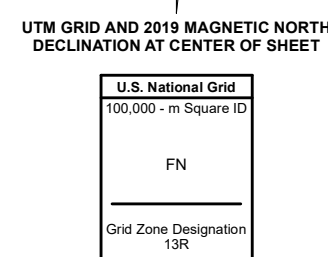 UTM GRID AND 2019 MAGNETIC NORTH
DECLINATION AT CENTER OF SHEET
U.S. National Grid
100,000 - m Square ID
FN
Grid Zone Designation
13R